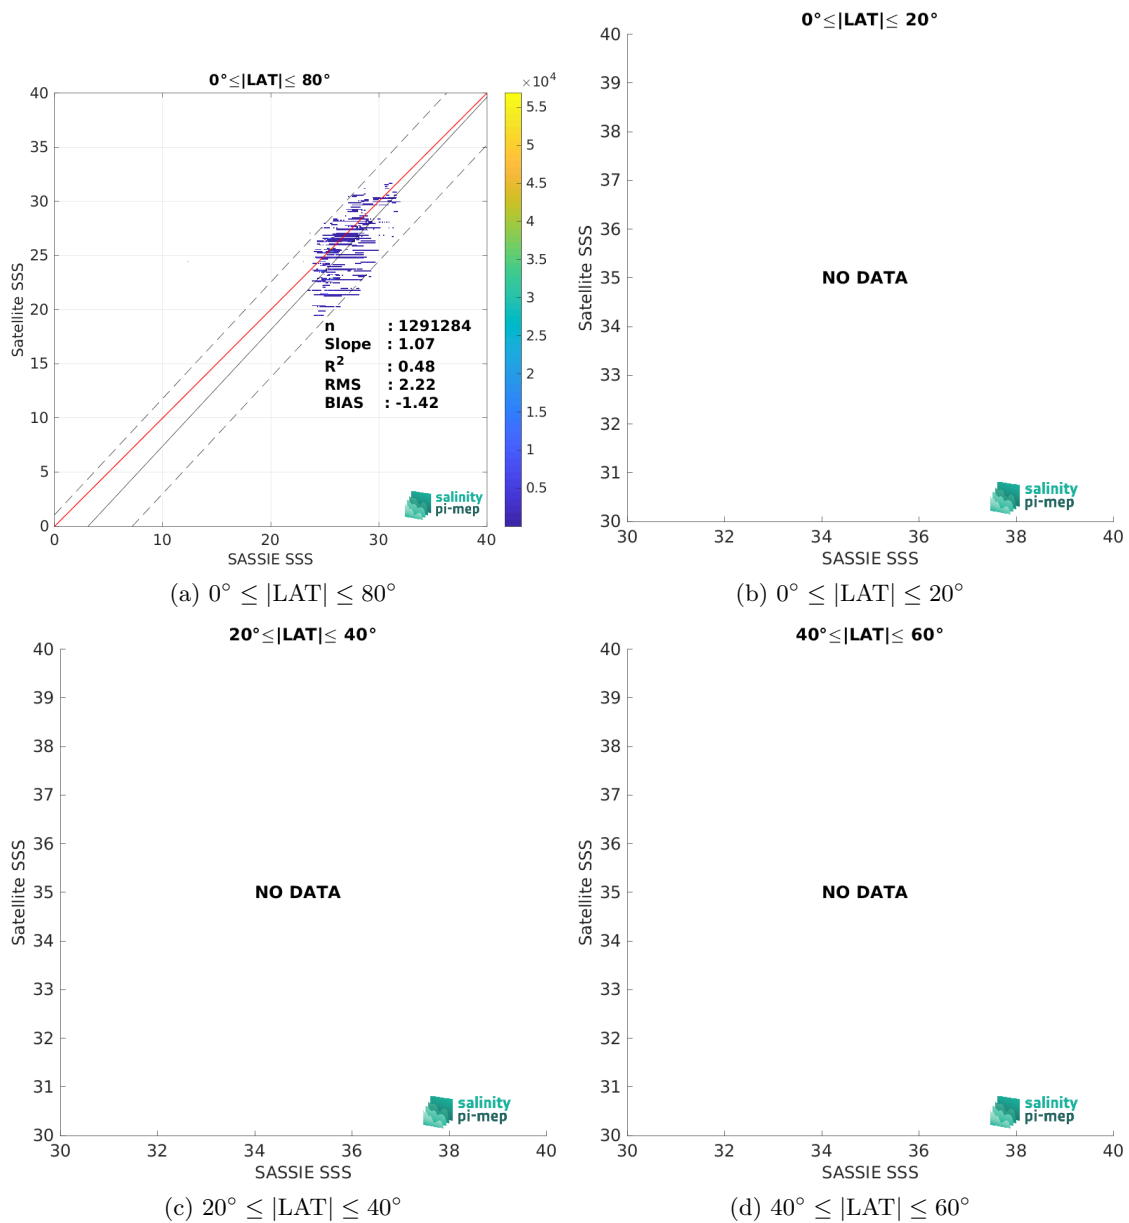 0°≤|LAT|≤ 80°
×10⁴
40
35
30
25
20
15
10
5
0
0
10
20
30
40
5.5
5
4.5
4
3.5
3
2.5
2
1.5
1
0.5
Satellite SSS
SASSIE SSS
n : 1291284
Slope : 1.07
R² : 0.48
RMS : 2.22
BIAS : -1.42
salinity
pi-mep
(a) 0° ≤ |LAT| ≤ 80°
0°≤|LAT|≤ 20°
40
39
38
37
36
35
34
33
32
31
30
30
32
34
36
38
40
Satellite SSS
SASSIE SSS
NO DATA
salinity
pi-mep
(b) 0° ≤ |LAT| ≤ 20°
20°≤|LAT|≤ 40°
40
39
38
37
36
35
34
33
32
31
30
30
32
34
36
38
40
Satellite SSS
SASSIE SSS
NO DATA
salinity
pi-mep
(c) 20° ≤ |LAT| ≤ 40°
40°≤|LAT|≤ 60°
40
39
38
37
36
35
34
33
32
31
30
30
32
34
36
38
40
Satellite SSS
SASSIE SSS
NO DATA
salinity
pi-mep
(d) 40° ≤ |LAT| ≤ 60°